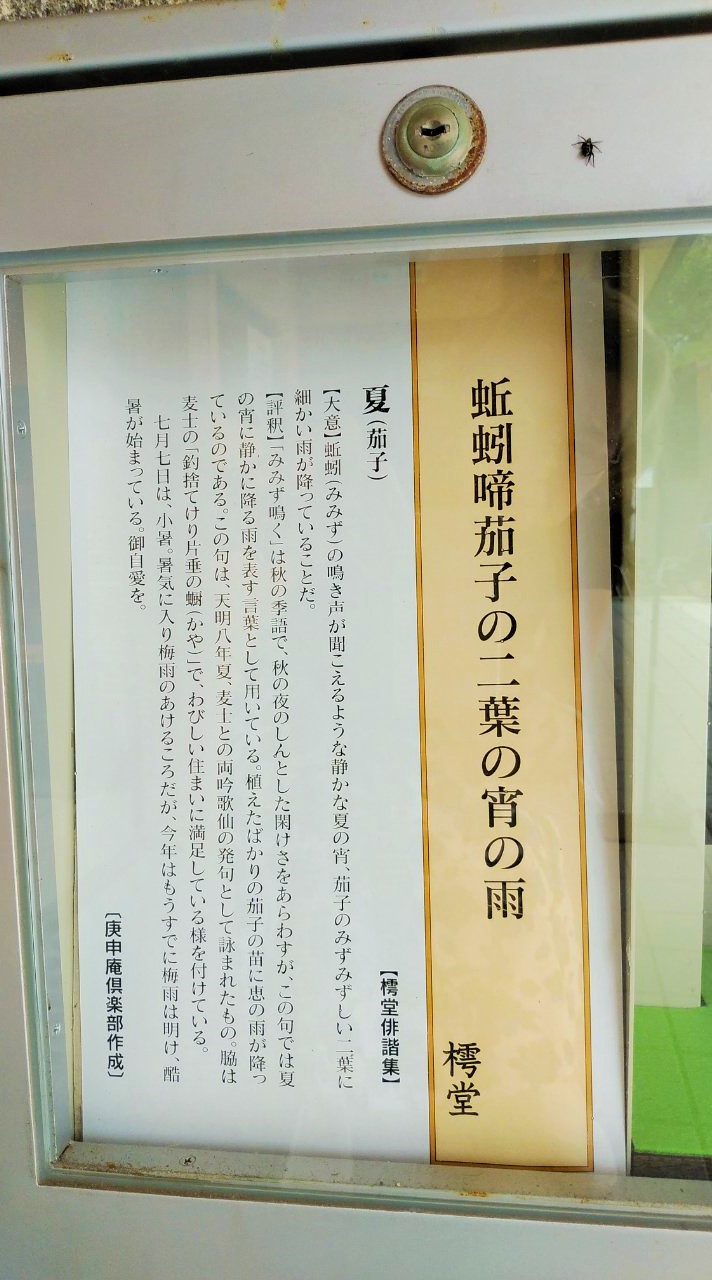 蚯蚓啼茄子の二葉の宵の雨
樗堂
夏(茄子)
【樗堂俳諧集】
【大意】蚯蚓(みみず)の鳴き声が聞こえるような静かな夏の宵、茄子のみずみずしい二葉に
細かい雨が降っていることだ。
【評釈】「みみず鳴く」は秋の季語で、秋の夜のしんとした閑けさをあらわすが、この句では夏
の宵に静かに降る雨を表す言葉として用いている。植えたばかりの茄子の苗に恵の雨が降っ
ているのである。この句は、天明八年夏、麦士との両吟歌仙の発句として詠まれたもの。脇は
麦士の「釣捨てけり片垂の蟵(かや)」で、わびしい住まいに満足している様を付けている。
七月七日は、小暑。暑気に入り梅雨のあけるころだが、今年はもうすでに梅雨は明け、酷
暑が始まっている。御自愛を。
〔庚申庵倶楽部作成〕